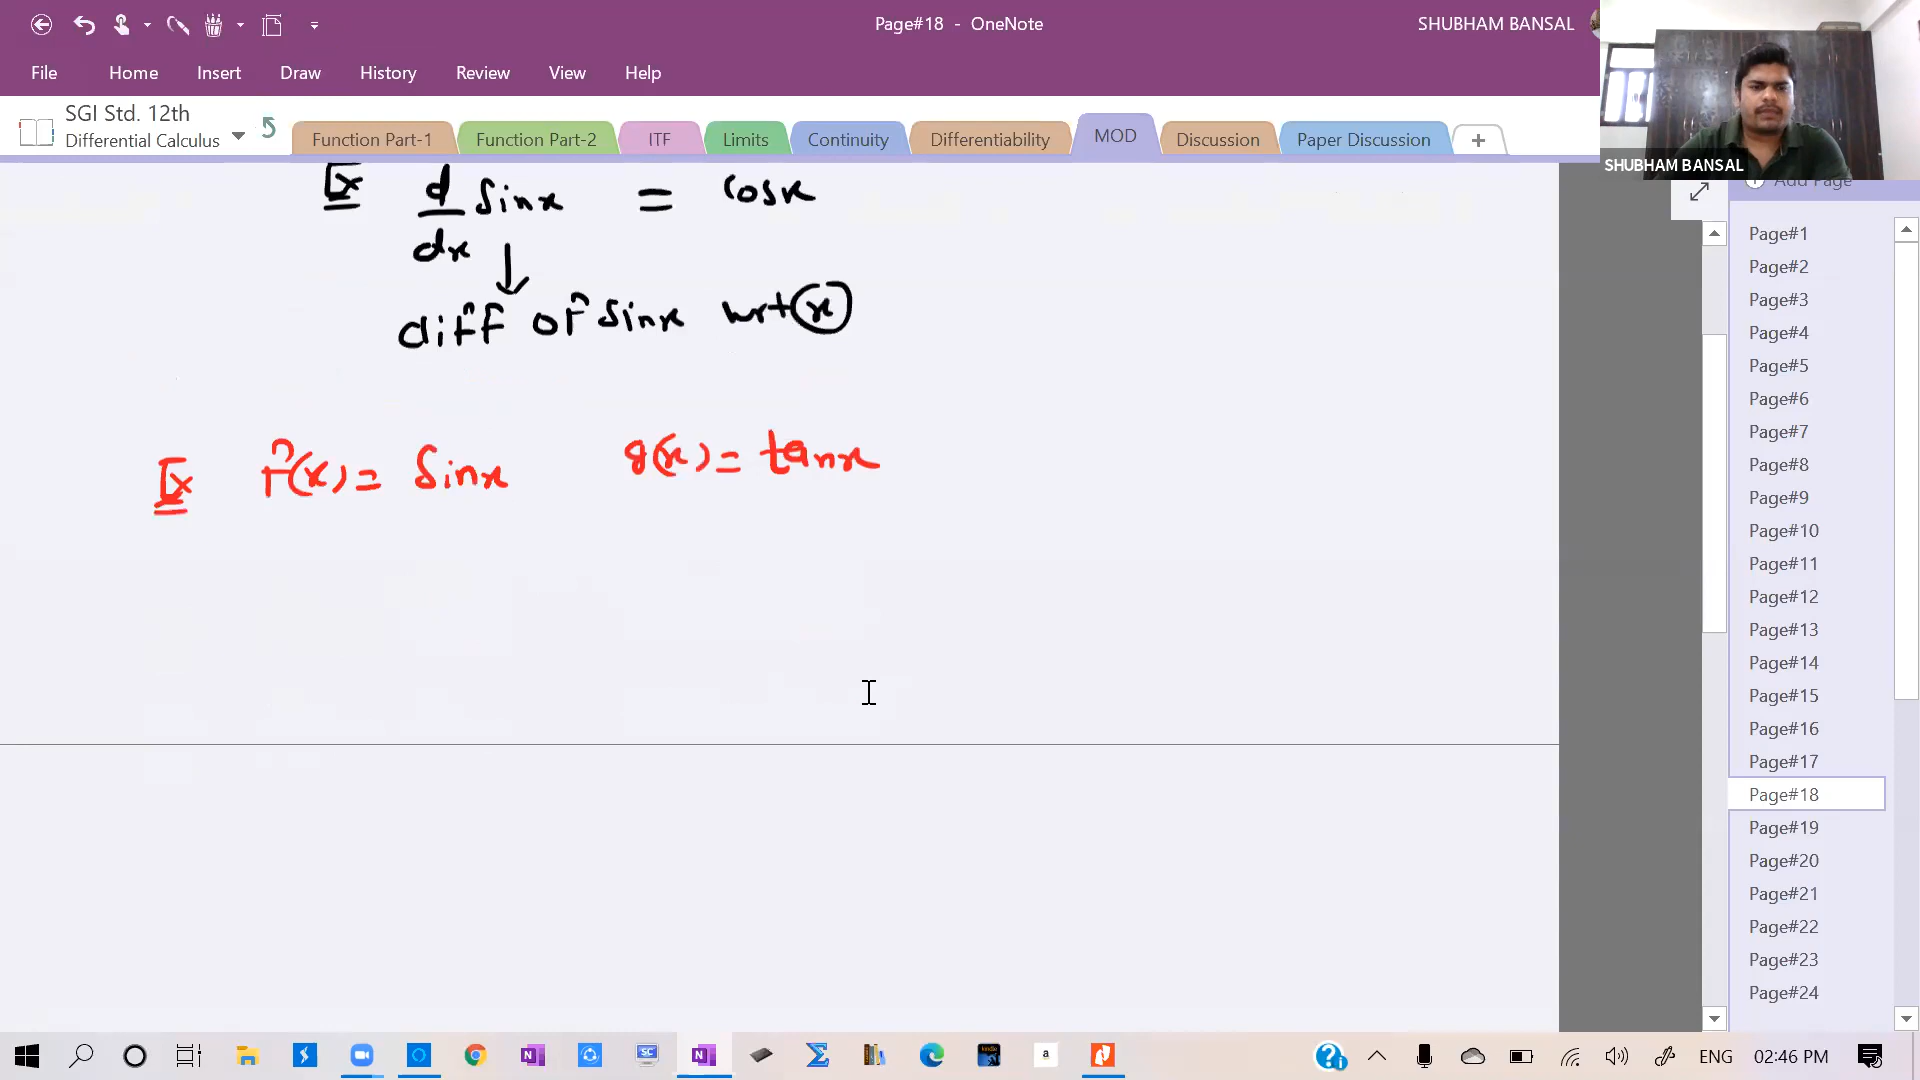 Page#18 - OneNote
SHUBHAM BANSAL
File Home Insert Draw History Review View Help
SGI Std. 12th
Differential Calculus
Function Part-1 Function Part-2 ITF Limits Continuity Differentiability MOD Discussion Paper Discussion +
SHUBHAM BANSAL
Add Page
Ex d/dx sinx = cosx
diff of sinx wrt x
Ex f(x) = sinx g(x) = tanx
Page#1
Page#2
Page#3
Page#4
Page#5
Page#6
Page#7
Page#8
Page#9
Page#10
Page#11
Page#12
Page#13
Page#14
Page#15
Page#16
Page#17
Page#18
Page#19
Page#20
Page#21
Page#22
Page#23
Page#24
ENG 02:46 PM